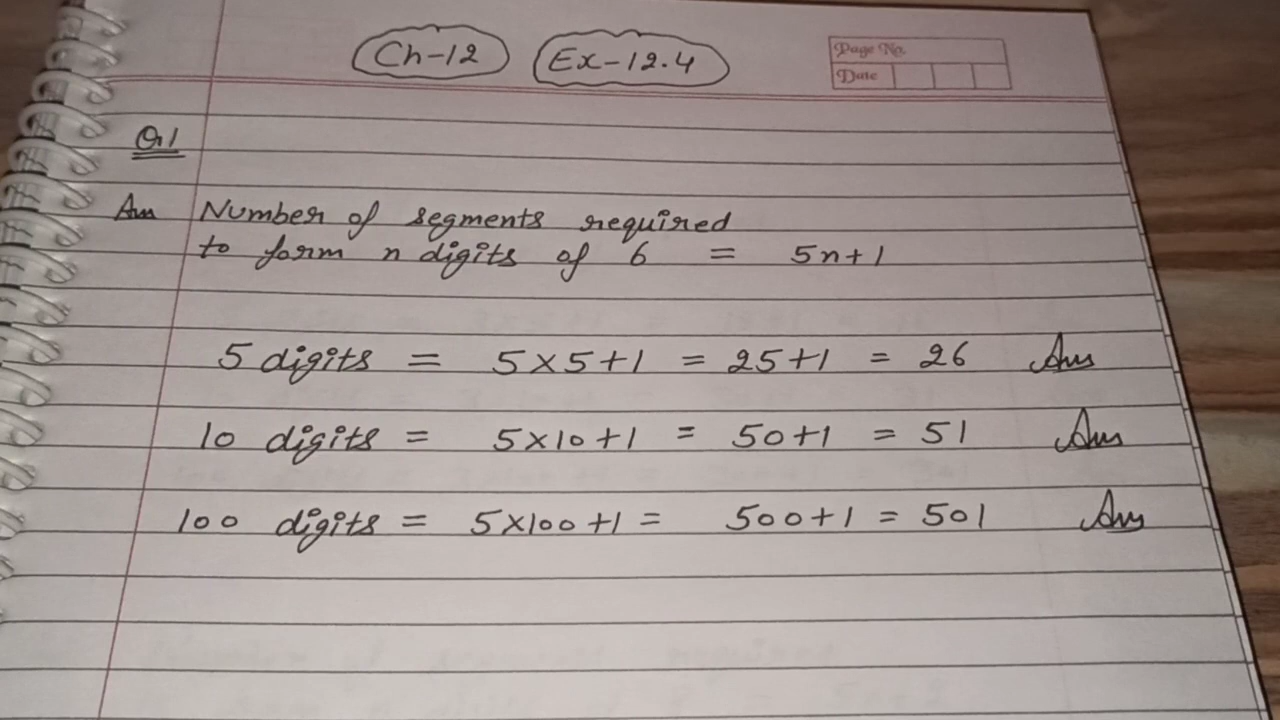 Ch-12 Ex-12.4
Page No.
Date
Q.1
Ans Number of segments required
to form n digits of 6 = 5n+1
5 digits = 5×5+1 = 25+1 = 26 Ans
10 digits = 5×10+1 = 50+1 = 51 Ans
100 digits = 5×100+1 = 500+1 = 501 Ans